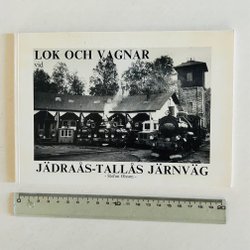 LOK OCH VAGNAR
vid
JÄDRAÅS-TALLÅS JÄRNVÄG